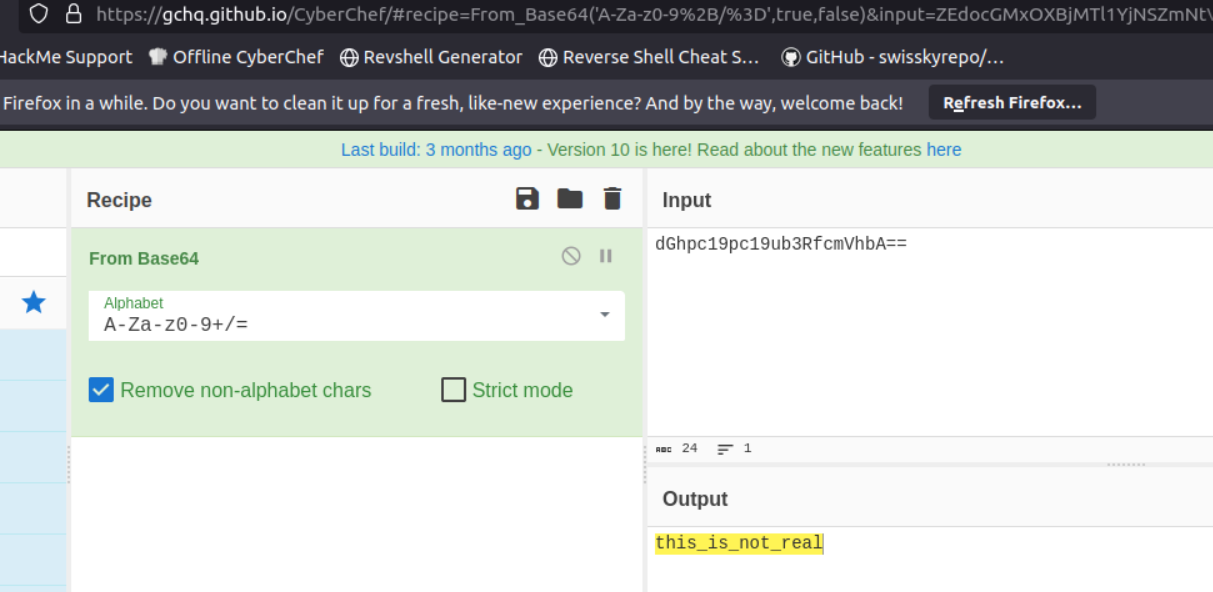 https://gchq.github.io/CyberChef/#recipe=From_Base64('A-Za-z0-9%2B/%3D',true,false)&input=ZEdocGMxOXBjMTl1YjNSZmNtV
HackMe Support Offline CyberChef Revshell Generator Reverse Shell Cheat S... GitHub - swisskyrepo/...
Firefox in a while. Do you want to clean it up for a fresh, like-new experience? And by the way, welcome back! Refresh Firefox...
Last build: 3 months ago - Version 10 is here! Read about the new features here
Recipe
Input
From Base64
Alphabet
A-Za-z0-9+/=
Remove non-alphabet chars
Strict mode
dGhpc19pc19ub3RfcmVhbA==
ABC 24 1
Output
this_is_not_real